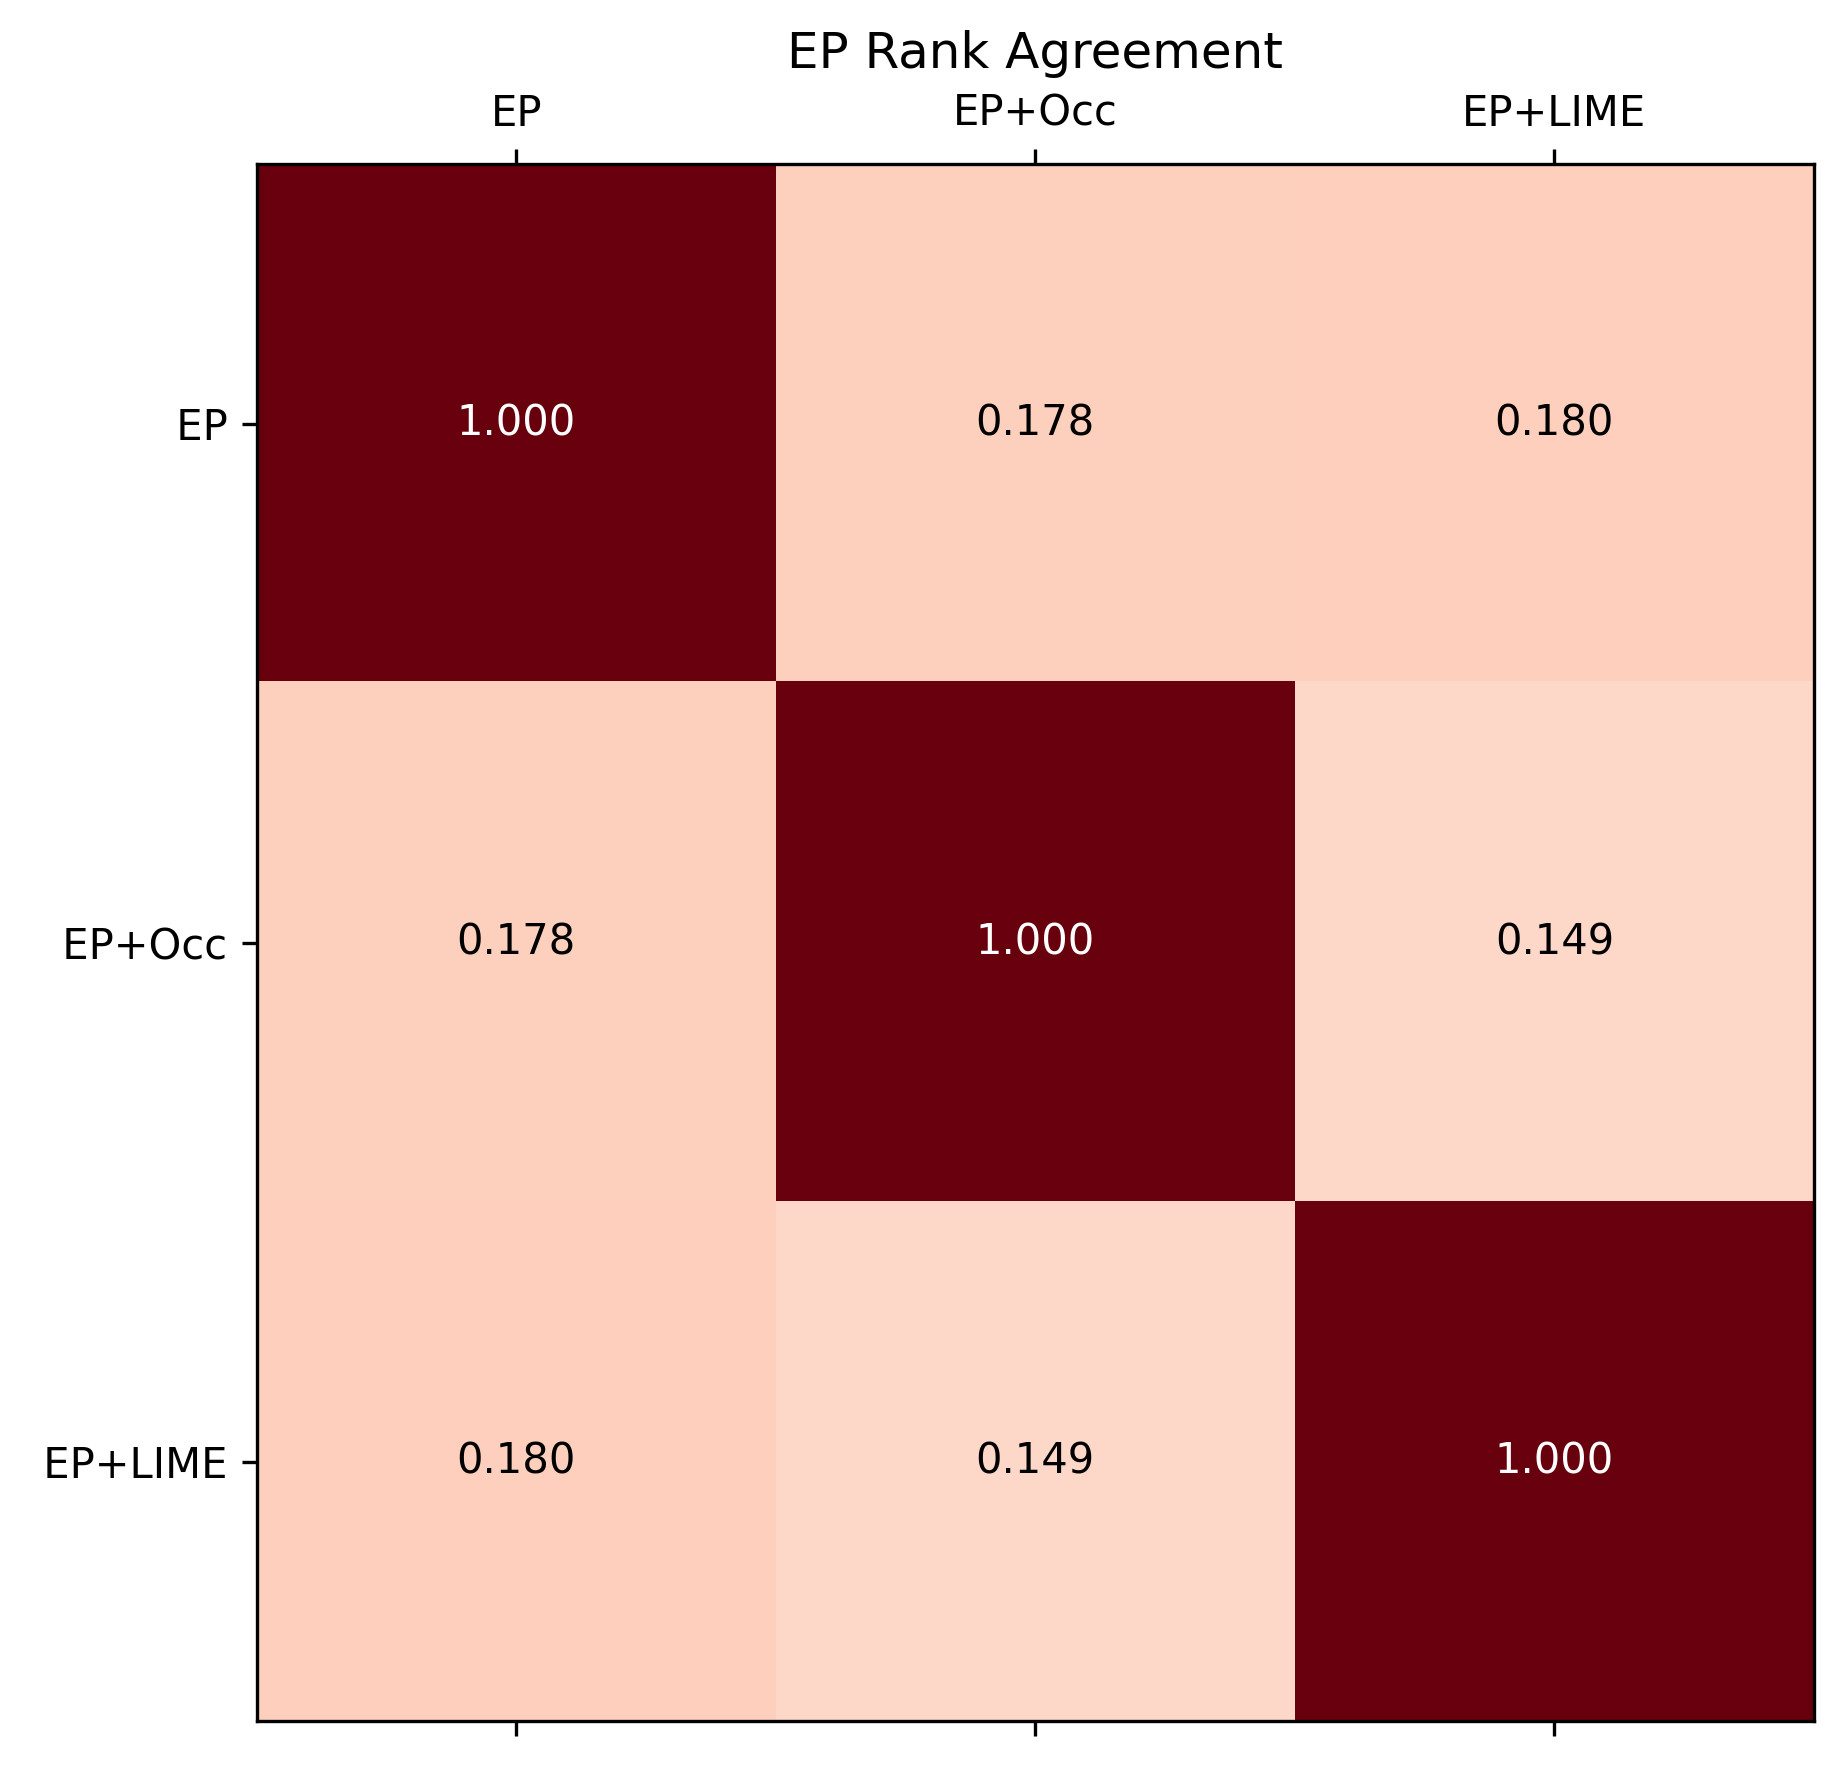 EP Rank Agreement
EP EP+Occ EP+LIME
EP 1.000 0.178 0.180
EP+Occ 0.178 1.000 0.149
EP+LIME 0.180 0.149 1.000